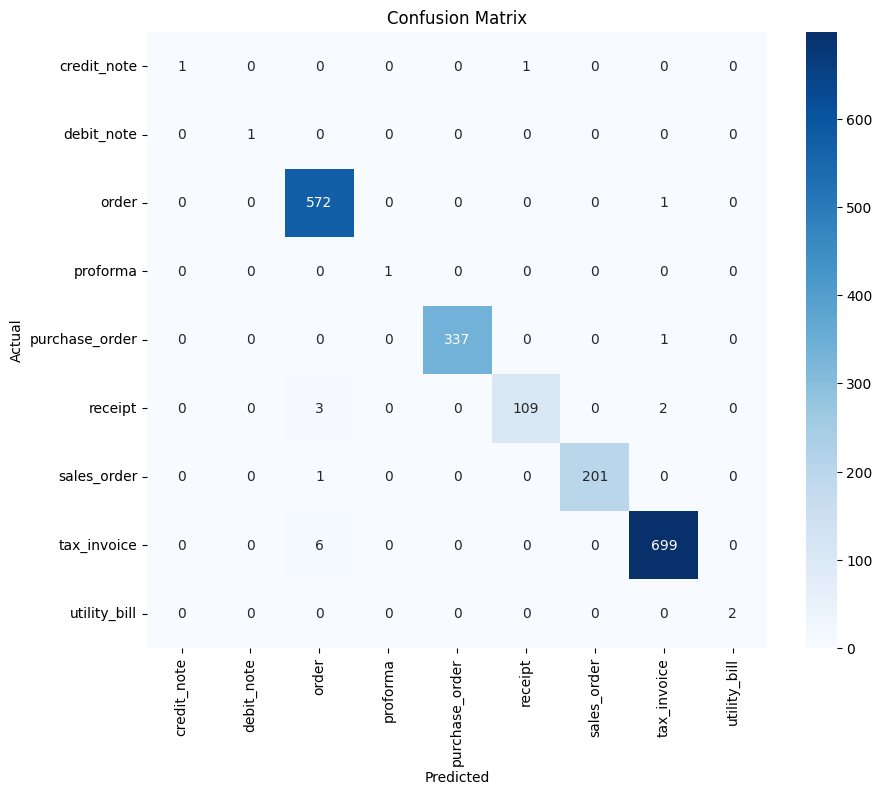 Confusion Matrix
credit_note 1 0 0 0 0 1 0 0 0
debit_note 0 1 0 0 0 0 0 0 0
order 0 0 572 0 0 0 0 1 0
proforma 0 0 0 1 0 0 0 0 0
purchase_order 0 0 0 0 337 0 0 1 0
receipt 0 0 3 0 0 109 0 2 0
sales_order 0 0 1 0 0 0 201 0 0
tax_invoice 0 0 6 0 0 0 0 699 0
utility_bill 0 0 0 0 0 0 0 0 2
Actual
credit_note debit_note order proforma purchase_order receipt sales_order tax_invoice utility_bill
Predicted
600
500
400
300
200
100
0